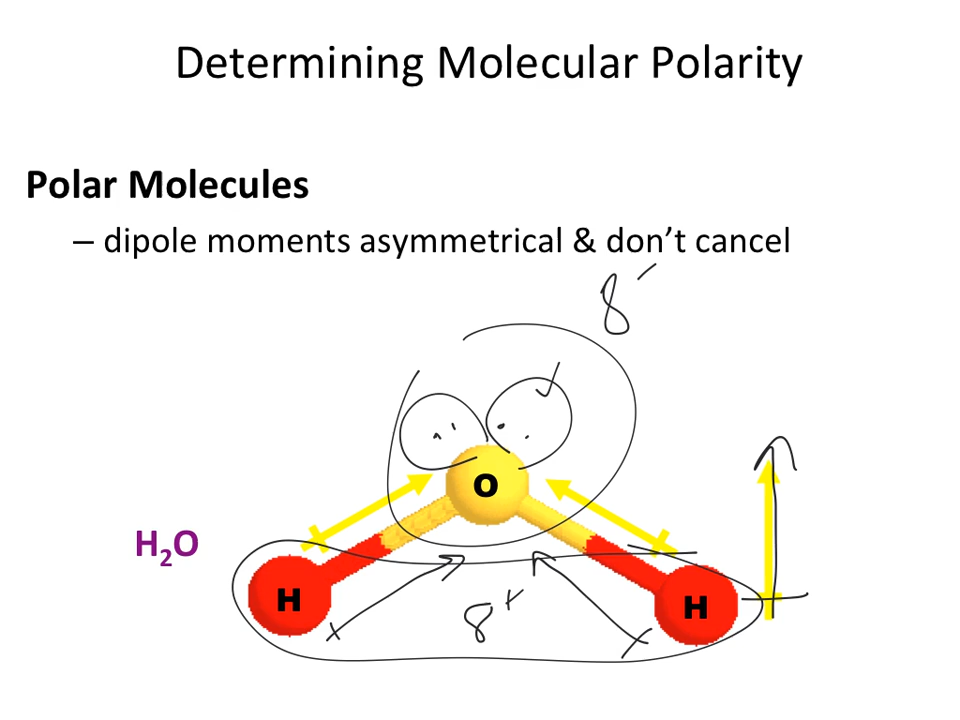 Determining Molecular Polarity
Polar Molecules
– dipole moments asymmetrical & don’t cancel
δ⁻
O
H₂O
H
δ⁺
H